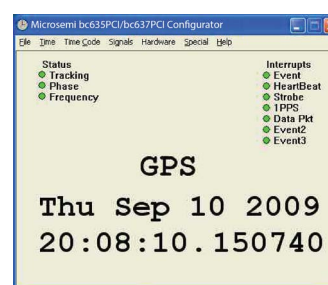 Microsemi bc635PCI/bc637PCI Configurator
File Time Time Code Signals Hardware Special Help
Status
Tracking
Phase
Frequency
Interrupts
Event
HeartBeat
Strobe
1PPS
Data Pkt
Event2
Event3
GPS
Thu Sep 10 2009
20:08:10.150740